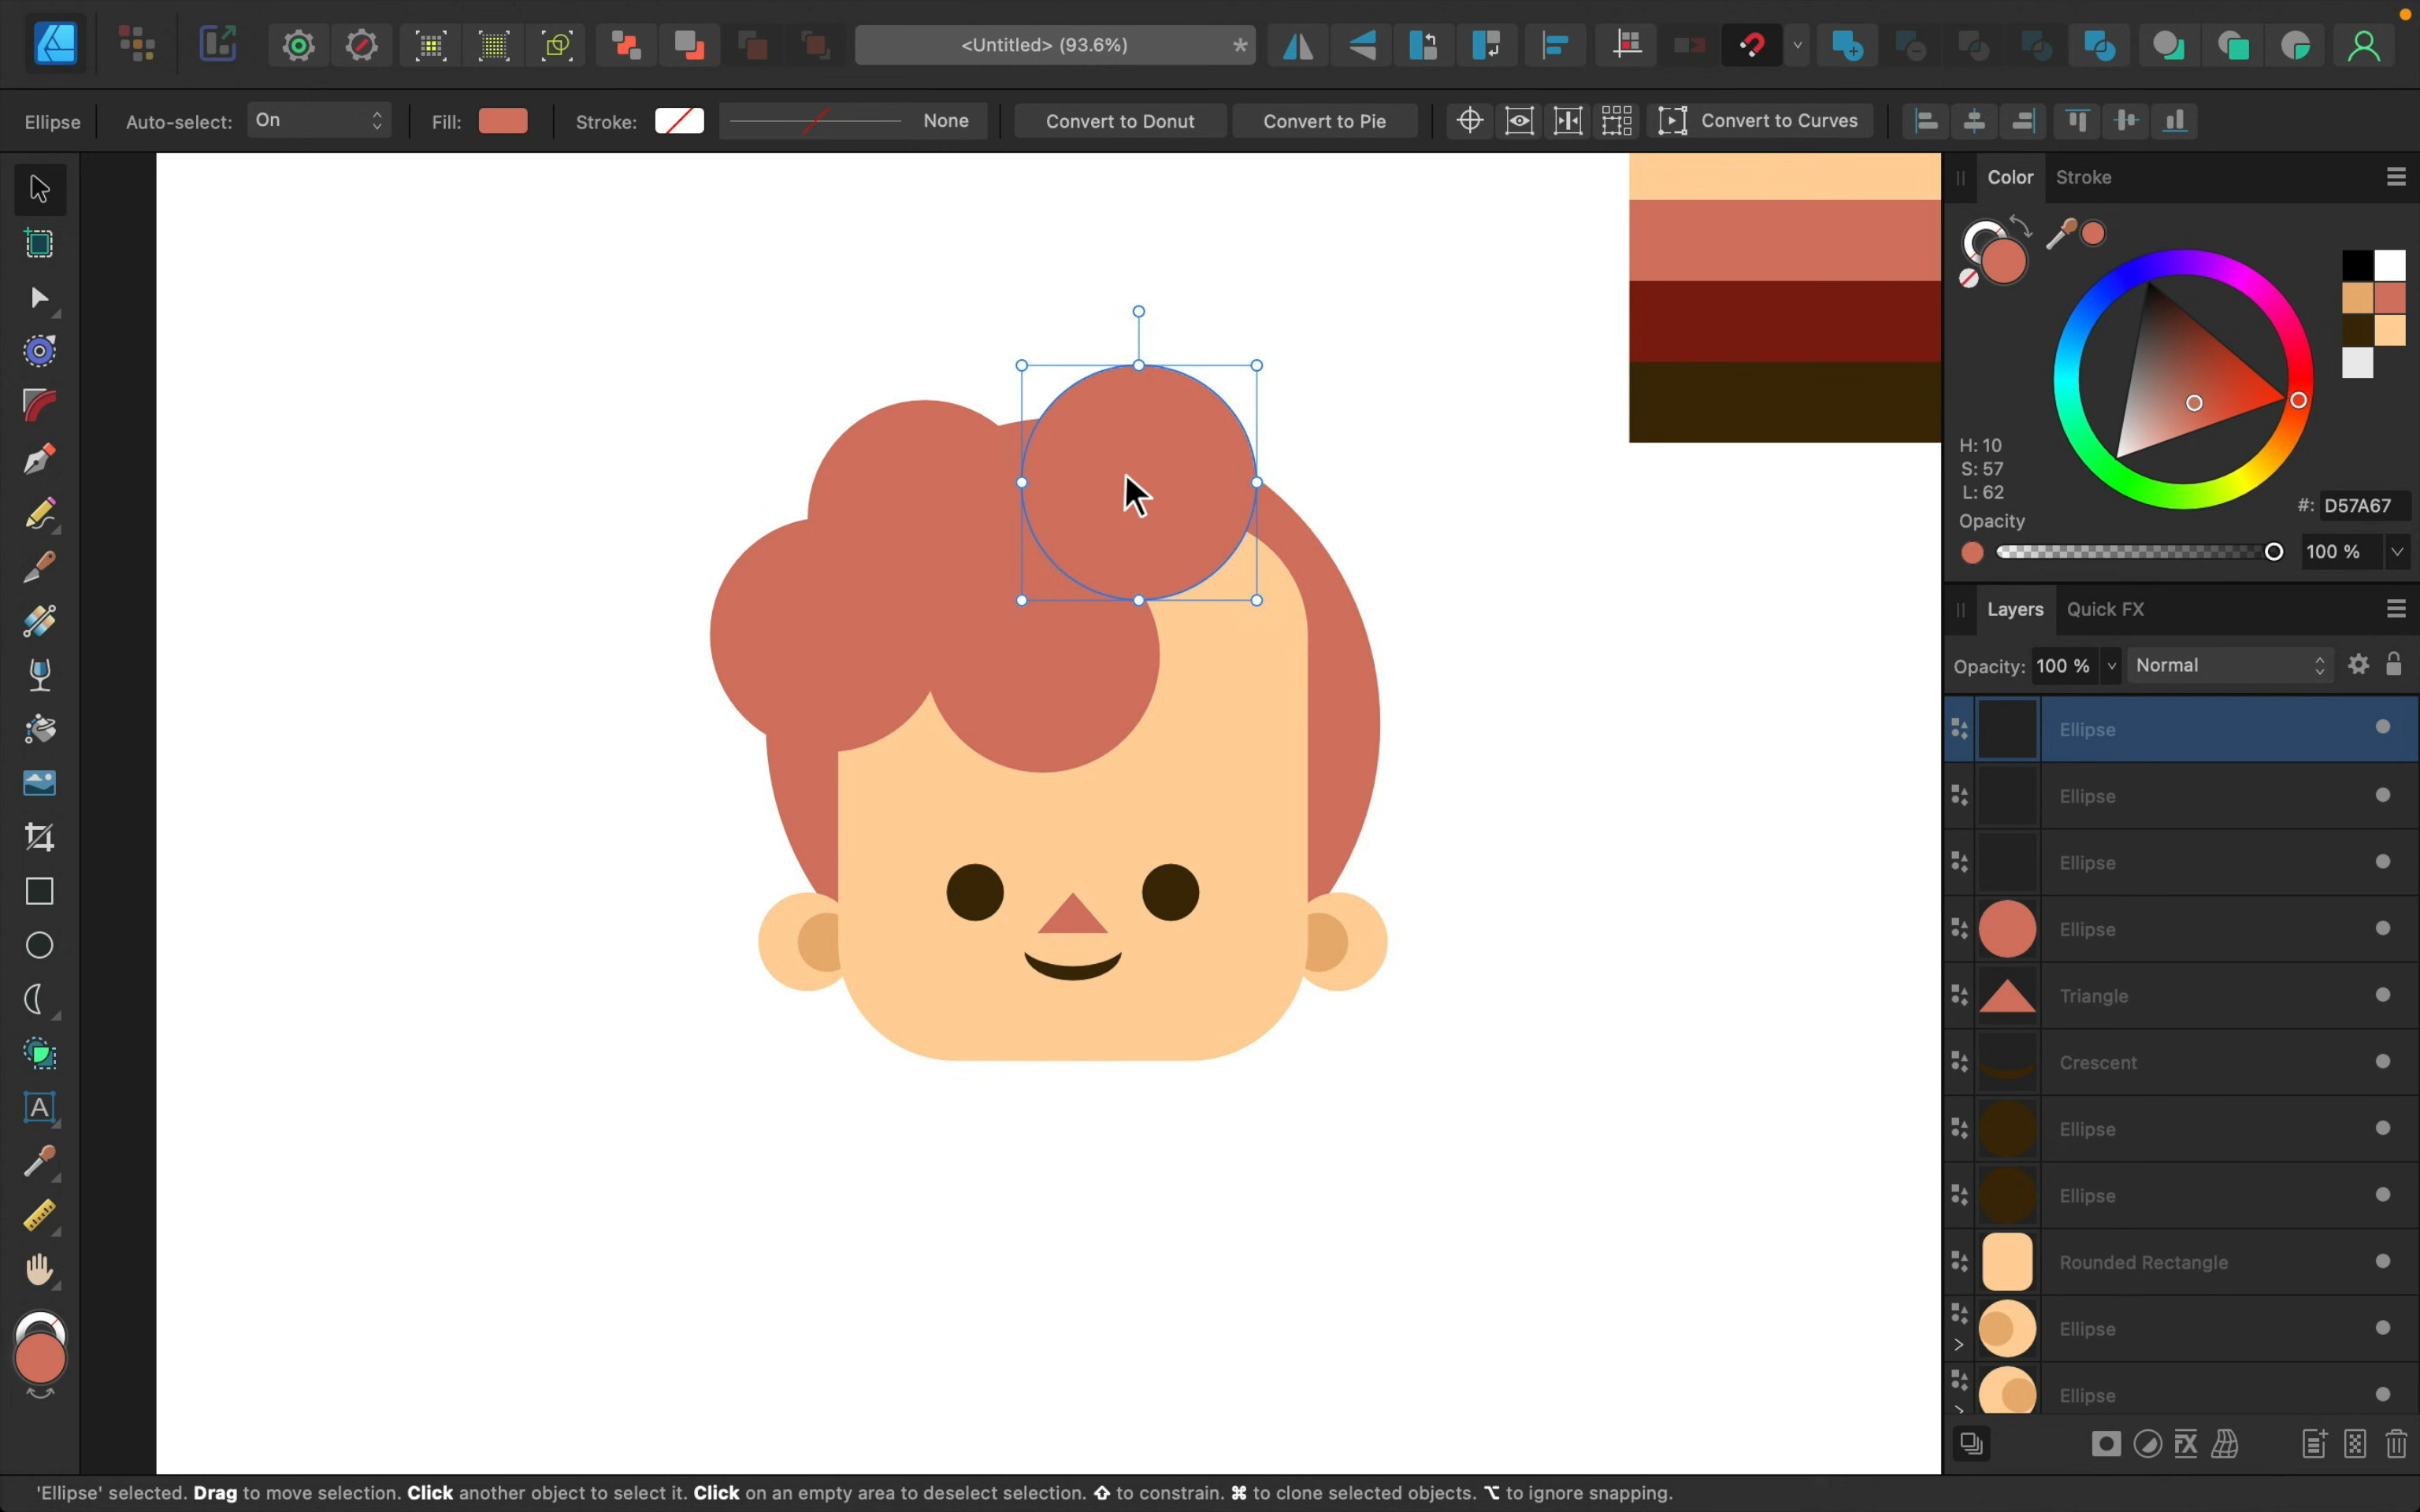 <Untitled> (93.6%) *
Ellipse Auto-select: On Fill: Stroke: None Convert to Donut Convert to Pie Convert to Curves
Color Stroke
H: 10
S: 57
L: 62
#: D57A67
Opacity
100 %
Layers Quick FX
Opacity: 100 % Normal
Ellipse
Ellipse
Ellipse
Ellipse
Triangle
Crescent
Ellipse
Ellipse
Rounded Rectangle
Ellipse
Ellipse
A
FX
'Ellipse' selected. Drag to move selection. Click another object to select it. Click on an empty area to deselect selection. ⇧ to constrain. ⌘ to clone selected objects. ⌥ to ignore snapping.